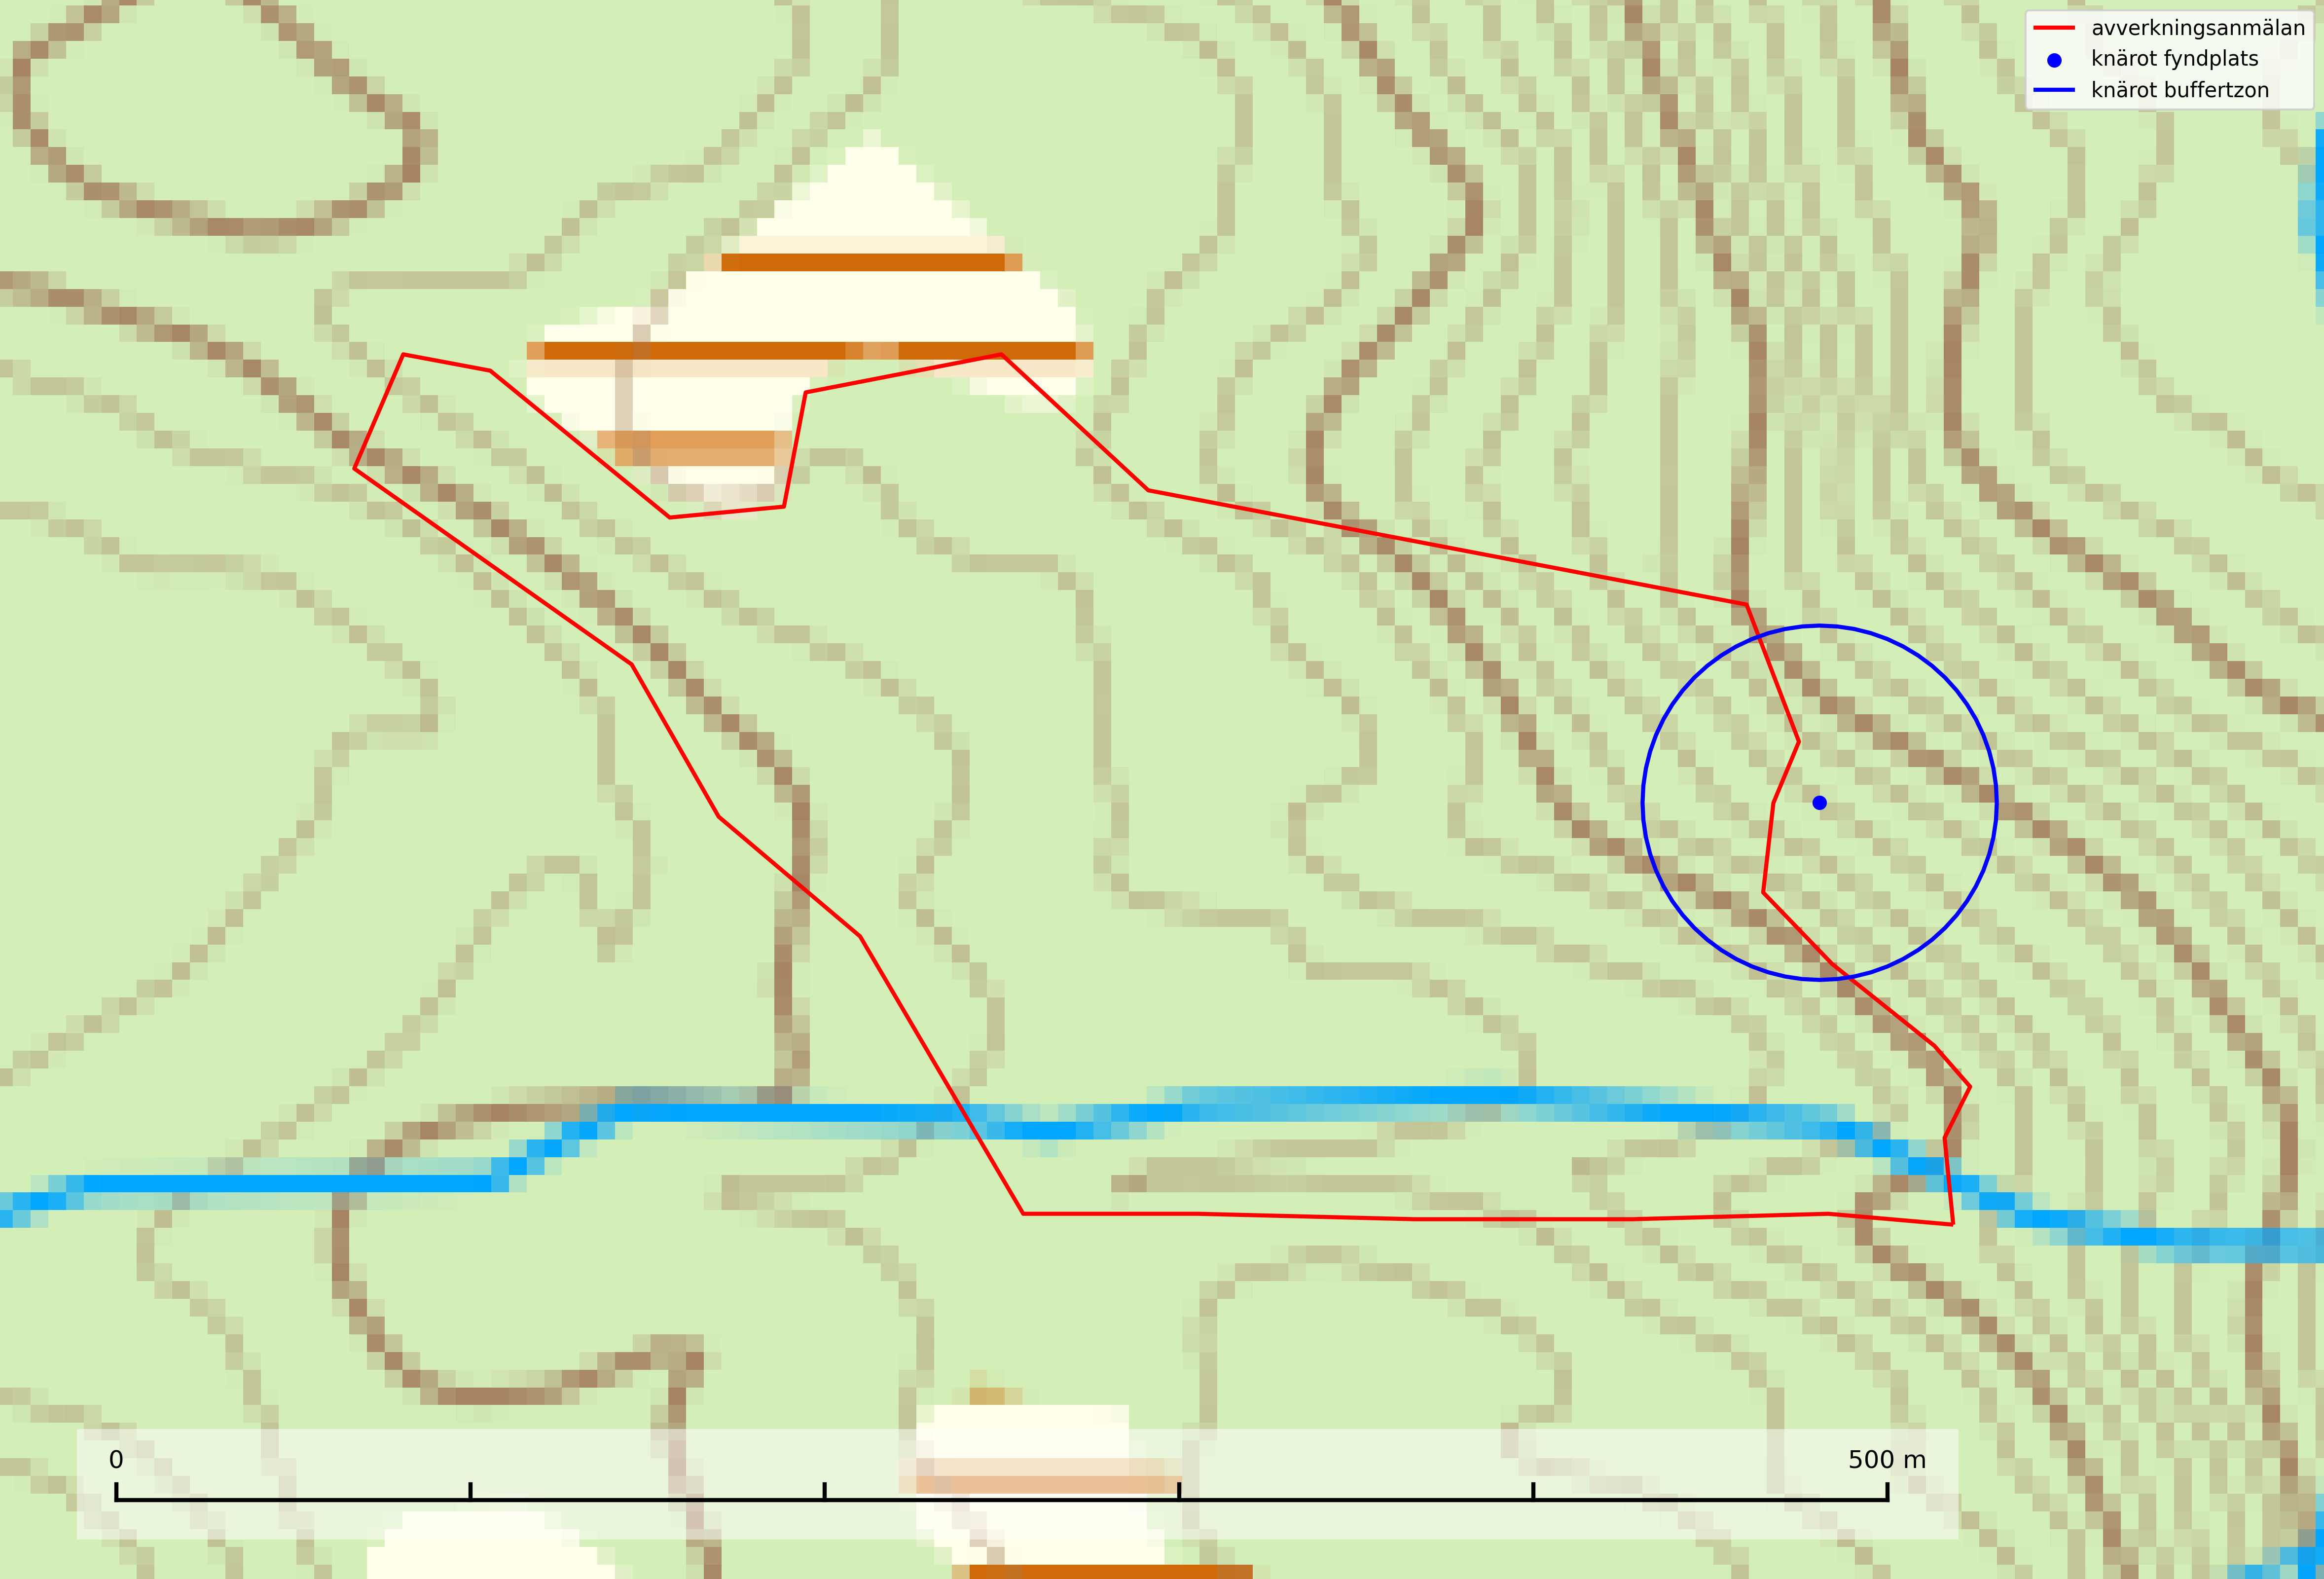 avverkningsanmälan
knärot fyndplats
knärot buffertzon
0 500 m